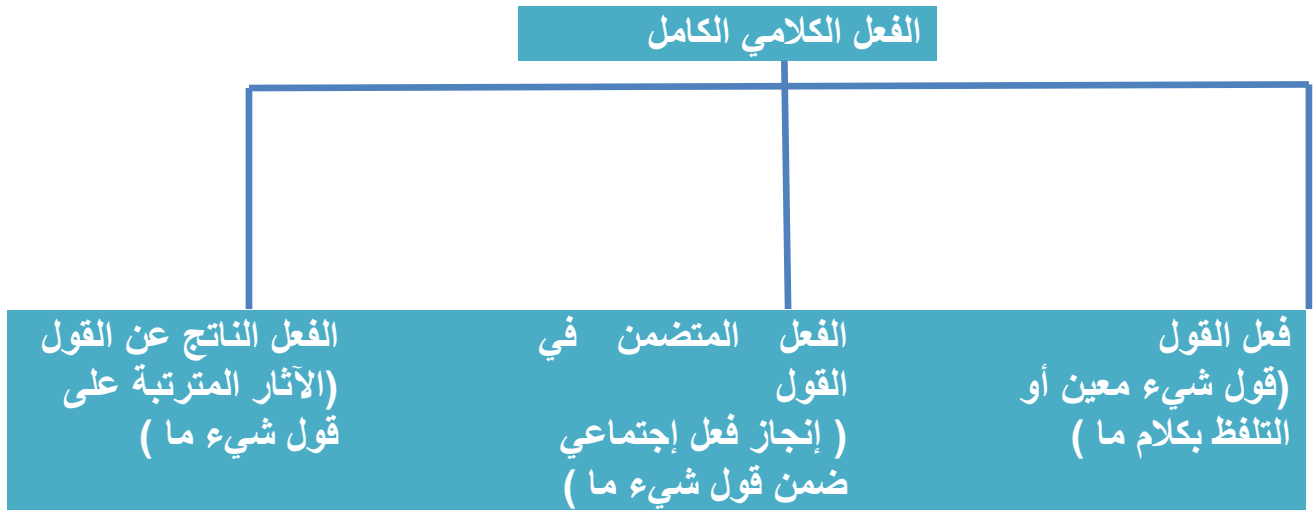 الفعل الكلامي الكامل
فعل القول
(قول شيء معين أو
التلفظ بكلام ما )
الفعل المتضمن في
القول
( إنجاز فعل إجتماعي
ضمن قول شيء ما )
الفعل الناتج عن القول
(الآثار المترتبة على
قول شيء ما )